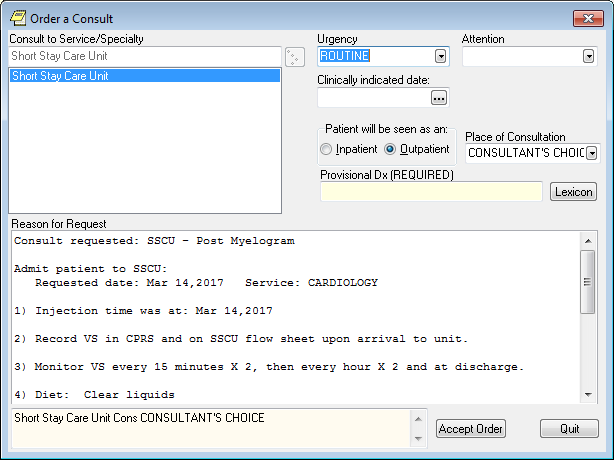 Order a Consult
Consult to Service/Specialty
Urgency
Attention
Short Stay Care Unit
ROUTINE
Short Stay Care Unit
Clinically indicated date:
...
Patient will be seen as an:
Inpatient
Outpatient
Place of Consultation
CONSULTANT'S CHOIC
Provisional Dx (REQUIRED)
Lexicon
Reason for Request
Consult requested: SSCU - Post Myelogram
Admit patient to SSCU:
Requested date: Mar 14,2017 Service: CARDIOLOGY
1) Injection time was at: Mar 14,2017
2) Record VS in CPRS and on SSCU flow sheet upon arrival to unit.
3) Monitor VS every 15 minutes X 2, then every hour X 2 and at discharge.
4) Diet: Clear liquids
Short Stay Care Unit Cons CONSULTANT'S CHOICE
Accept Order
Quit